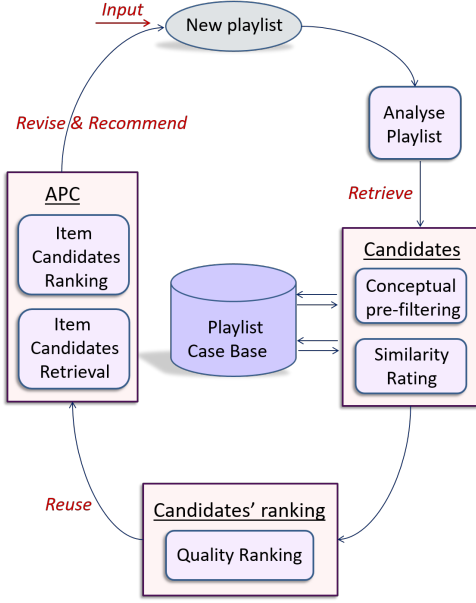 Input
New playlist
Analyse
Playlist
Revise & Recommend
Retrieve
APC
Item
Candidates
Ranking
Item
Candidates
Retrieval
Playlist
Case Base
Candidates
Conceptual
pre-filtering
Similarity
Rating
Reuse
Candidates’ ranking
Quality Ranking